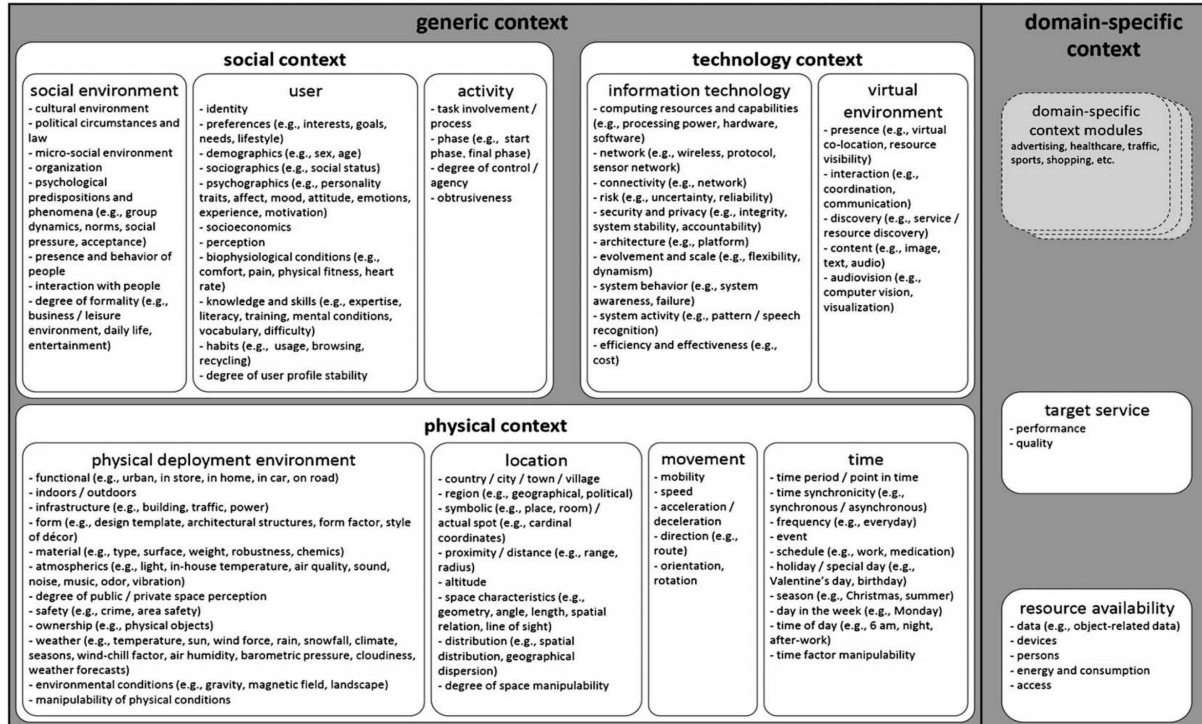 generic context
social context
social environment
- cultural environment
- political circumstances and
law
- micro-social environment
- organization
- psychological
predispositions and
phenomena (e.g., group
dynamics, norms, social
pressure, acceptance)
- presence and behavior of
people
- interaction with people
- degree of formality (e.g.,
business / leisure
environment, daily life,
entertainment)
user
- identity
- preferences (e.g., interests, goals,
needs, lifestyle)
- demographics (e.g., sex, age)
- sociographics (e.g., social status)
- psychographics (e.g., personality
traits, affect, mood, attitude, emotions,
experience, motivation)
- socioeconomics
- perception
- biophysiological conditions (e.g.,
comfort, pain, physical fitness, heart
rate)
- knowledge and skills (e.g., expertise,
literacy, training, mental conditions,
vocabulary, difficulty)
- habits (e.g., usage, browsing,
recycling)
- degree of user profile stability
activity
- task involvement /
process
- phase (e.g., start
phase, final phase)
- degree of control /
agency
- obtrusiveness
technology context
information technology
- computing resources and capabilities
(e.g., processing power, hardware,
software)
- network (e.g., wireless, protocol,
sensor network)
- connectivity (e.g., network)
- risk (e.g., uncertainty, reliability)
- security and privacy (e.g., integrity,
system stability, accountability)
- architecture (e.g., platform)
- evolvement and scale (e.g., flexibility,
dynamism)
- system behavior (e.g., system
awareness, failure)
- system activity (e.g., pattern / speech
recognition)
- efficiency and effectiveness (e.g.,
cost)
virtual
environment
- presence (e.g., virtual
co-location, resource
visibility)
- interaction (e.g.,
coordination,
communication)
- discovery (e.g., service /
resource discovery)
- content (e.g., image,
text, audio)
- audiovision (e.g.,
computer vision,
visualization)
physical context
physical deployment environment
- functional (e.g., urban, in store, in home, in car, on road)
- indoors / outdoors
- infrastructure (e.g., building, traffic, power)
- form (e.g., design template, architectural structures, form factor, style
of décor)
- material (e.g., type, surface, weight, robustness, chemics)
- atmospherics (e.g., light, in-house temperature, air quality, sound,
noise, music, odor, vibration)
- degree of public / private space perception
- safety (e.g., crime, area safety)
- ownership (e.g., physical objects)
- weather (e.g., temperature, sun, wind force, rain, snowfall, climate,
seasons, wind-chill factor, air humidity, barometric pressure, cloudiness,
weather forecasts)
- environmental conditions (e.g., gravity, magnetic field, landscape)
- manipulability of physical conditions
location
- country / city / town / village
- region (e.g., geographical, political)
- symbolic (e.g., place, room) /
actual spot (e.g., cardinal
coordinates)
- proximity / distance (e.g., range,
radius)
- altitude
- space characteristics (e.g.,
geometry, angle, length, spatial
relation, line of sight)
- distribution (e.g., spatial
distribution, geographical
dispersion)
- degree of space manipulability
movement
- mobility
- speed
- acceleration /
deceleration
- direction (e.g.,
route)
- orientation,
rotation
time
- time period / point in time
- time synchronicity (e.g.,
synchronous / asynchronous)
- frequency (e.g., everyday)
- event
- schedule (e.g., work, medication)
- holiday / special day (e.g.,
Valentine's day, birthday)
- season (e.g., Christmas, summer)
- day in the week (e.g., Monday)
- time of day (e.g., 6 am, night,
after-work)
- time factor manipulability
domain-specific
context
domain-specific
context modules
advertising, healthcare, traffic,
sports, shopping, etc.
target service
- performance
- quality
resource availability
- data (e.g., object-related data)
- devices
- persons
- energy and consumption
- access